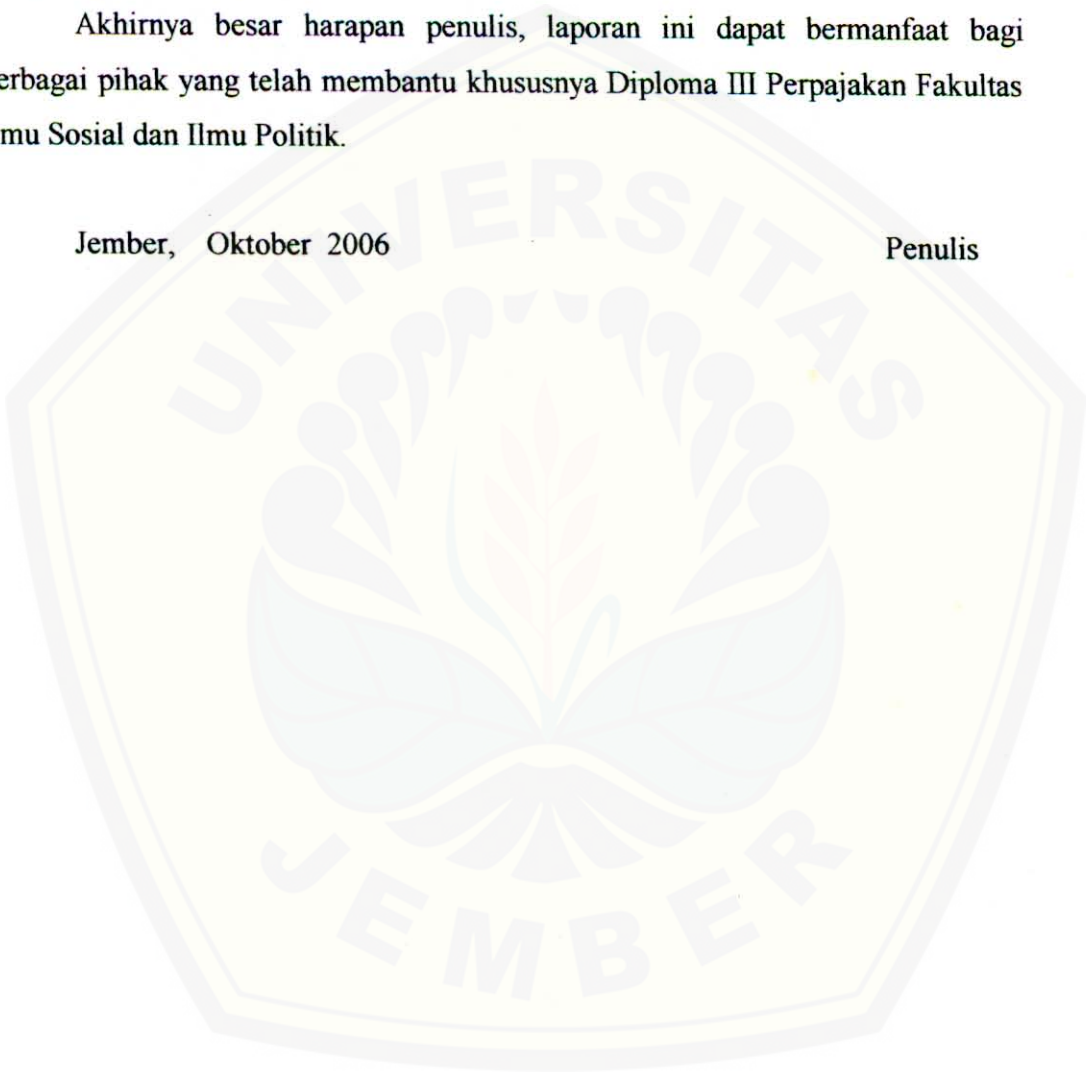 Akhirnya besar harapan penulis, laporan ini dapat bermanfaat bagi
erbagai pihak yang telah membantu khususnya Diploma III Perpajakan Fakultas
mu Sosial dan Ilmu Politik.
Jember, Oktober 2006 Penulis
UNIVERSITAS
JEMBER